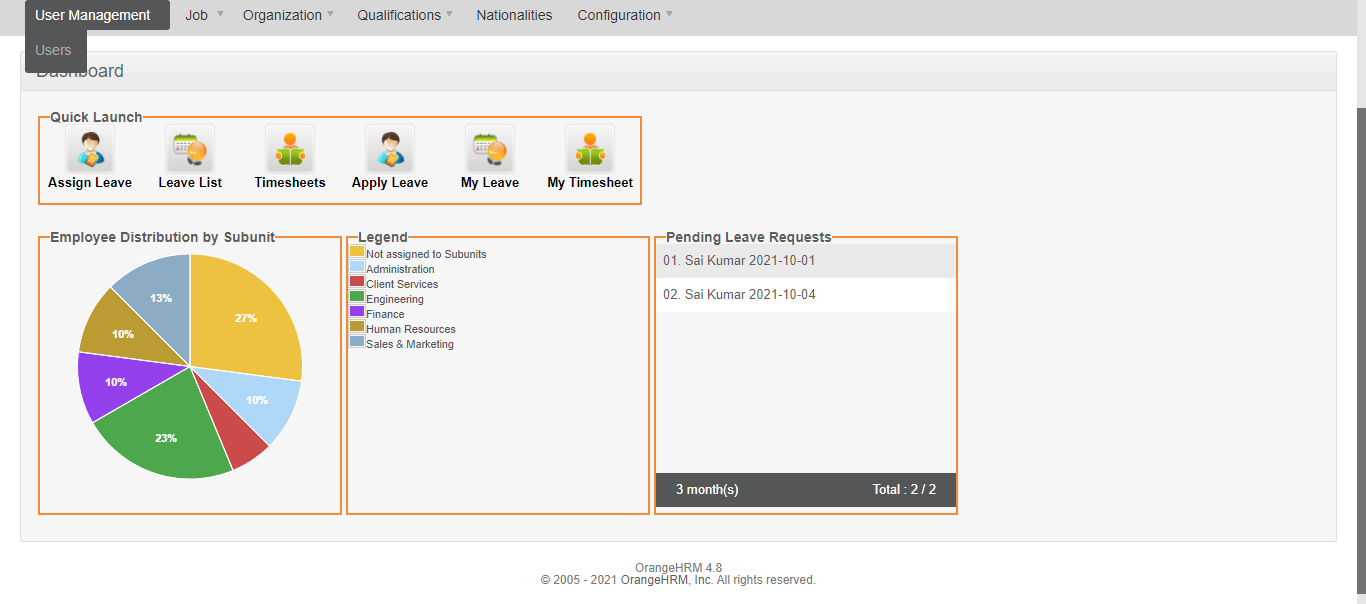 User Management Job Organization Qualifications Nationalities Configuration
Users
Dashboard
Quick Launch
Assign Leave Leave List Timesheets Apply Leave My Leave My Timesheet
Employee Distribution by Subunit
27%
10%
23%
10%
10%
13%
Legend
Not assigned to Subunits
Administration
Client Services
Engineering
Finance
Human Resources
Sales & Marketing
Pending Leave Requests
01. Sai Kumar 2021-10-01
02. Sai Kumar 2021-10-04
3 month(s) Total : 2 / 2
OrangeHRM 4.8
© 2005 - 2021 OrangeHRM, Inc. All rights reserved.